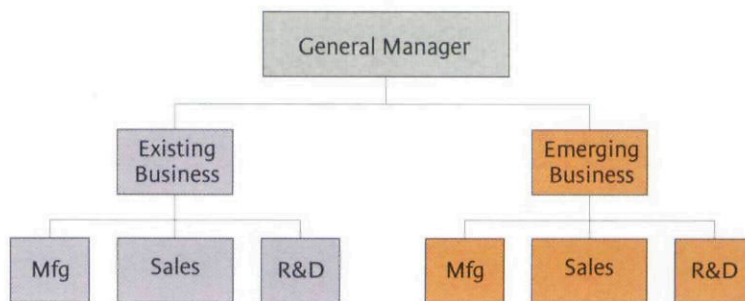 General Manager
Existing
Business
Emerging
Business
Mfg
Sales
R&D
Mfg
Sales
R&D